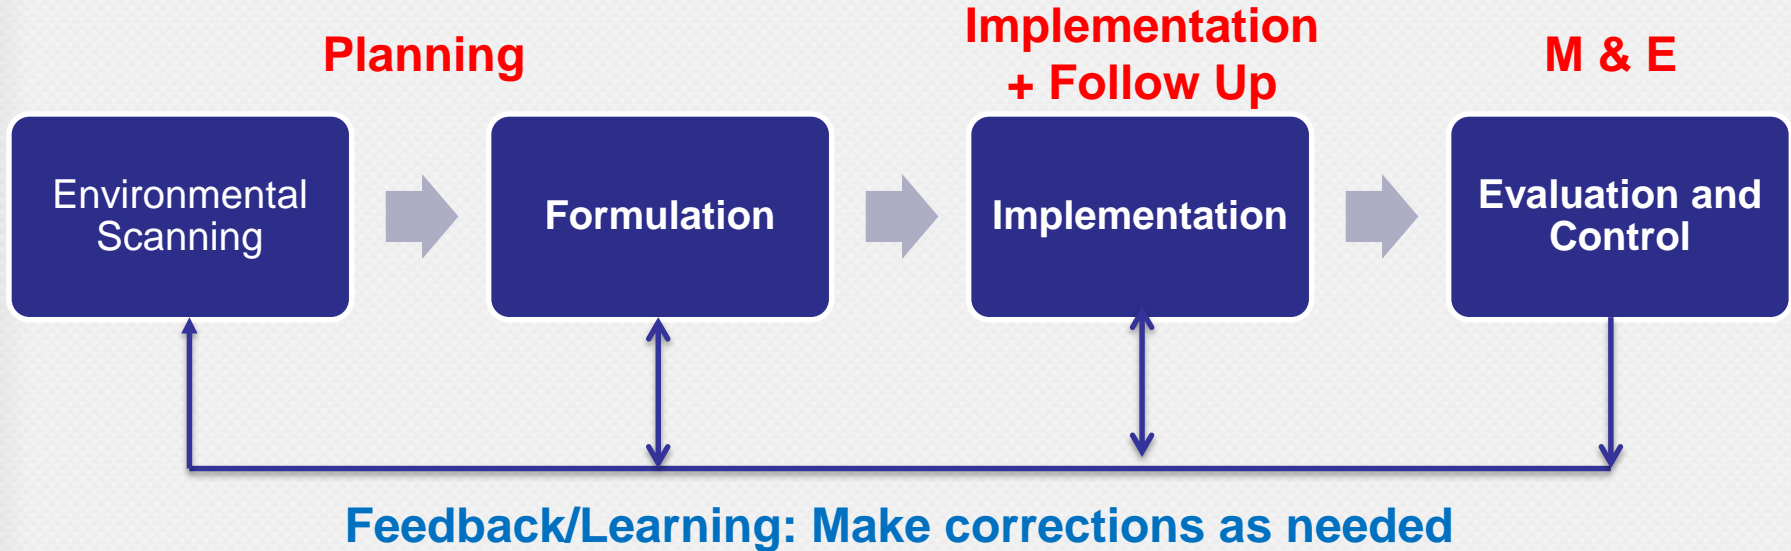 Planning
Implementation
+ Follow Up
M & E
Environmental
Scanning
Formulation
Implementation
Evaluation and
Control
Feedback/Learning: Make corrections as needed